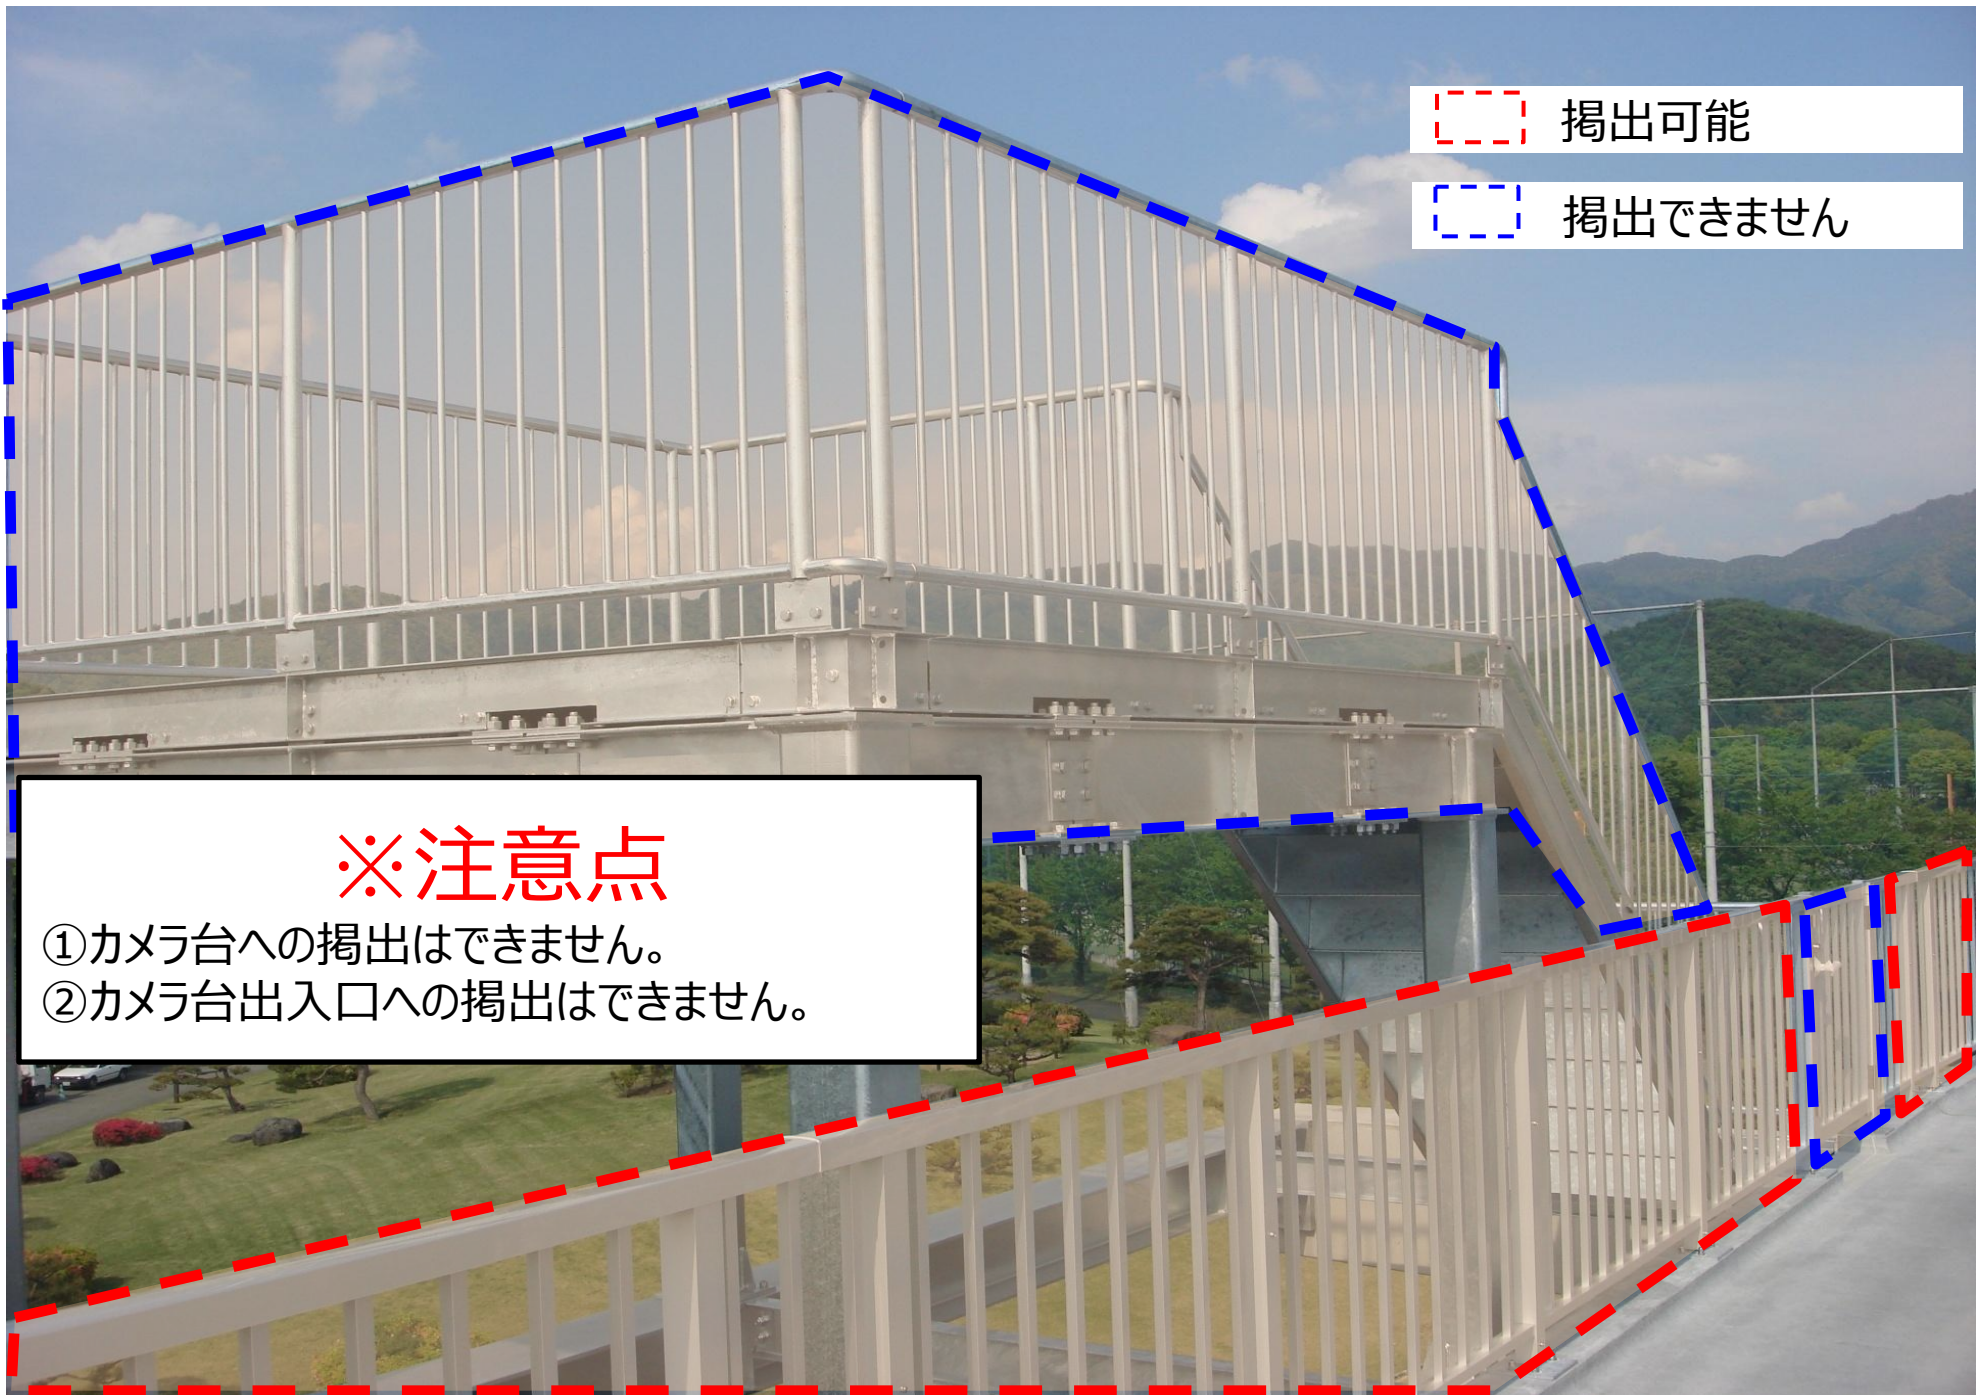 掲出可能
掲出できません
※注意点
①カメラ台への掲出はできません。
②カメラ台出入口への掲出はできません。